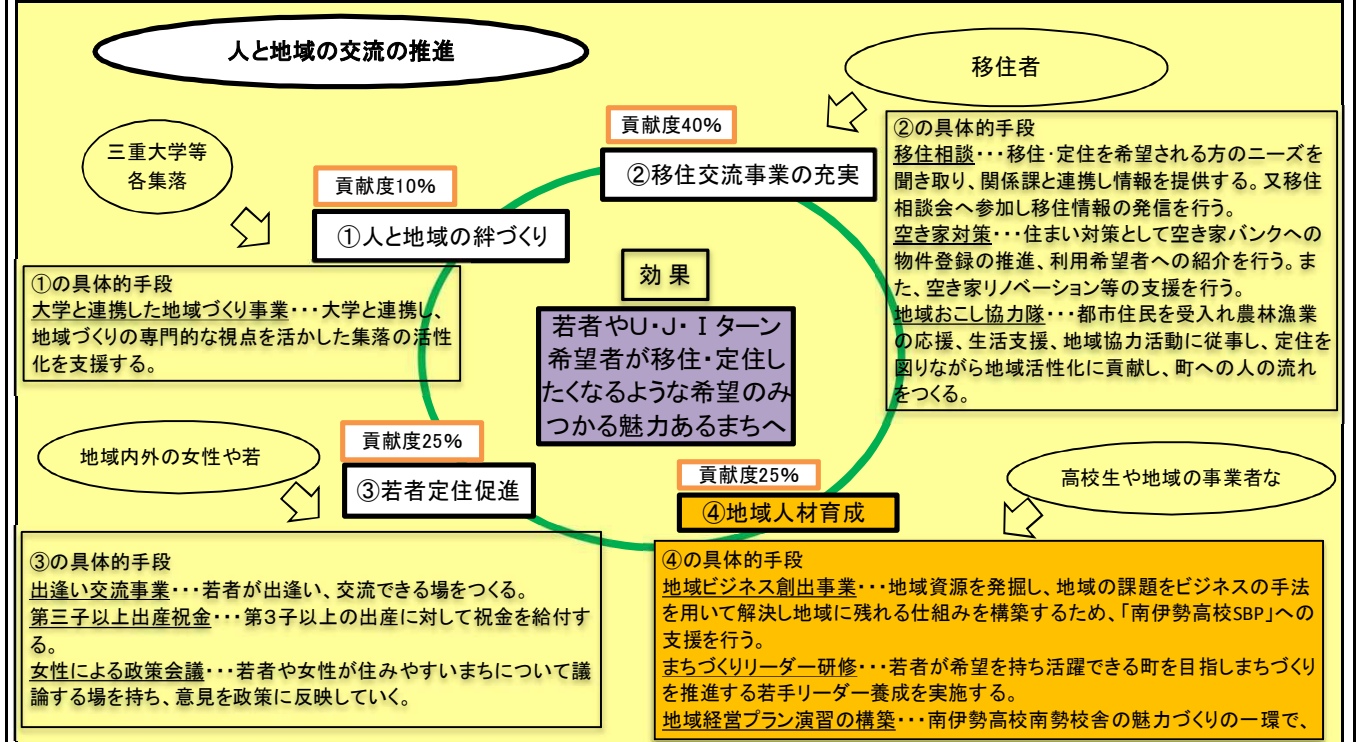 人と地域の交流の推進
移住者
三重大学等
各集落
貢献度40%
②移住交流事業の充実
貢献度10%
①人と地域の絆づくり
②の具体的手段
移住相談・・・移住・定住を希望される方のニーズを
聞き取り、関係課と連携し情報を提供する。又移住
相談会へ参加し移住情報の発信を行う。
空き家対策・・・住まい対策として空き家バンクへの
物件登録の推進、利用希望者への紹介を行う。ま
た、空き家リノベーション等の支援を行う。
地域おこし協力隊・・・都市住民を受入れ農林漁業
の応援、生活支援、地域協力活動に従事し、定住を
図りながら地域活性化に貢献し、町への人の流れ
をつくる。
①の具体的手段
大学と連携した地域づくり事業・・・大学と連携し、
地域づくりの専門的な視点を活かした集落の活性
化を支援する。
効 果
若者やU・J・Iターン
希望者が移住・定住し
たくなるような希望のみ
つかる魅力あるまちへ
地域内外の女性や若
貢献度25%
③若者定住促進
貢献度25%
④地域人材育成
高校生や地域の事業者な
③の具体的手段
出逢い交流事業・・・若者が出逢い、交流できる場をつくる。
第三子以上出産祝金・・・第3子以上の出産に対して祝金を給付す
る。
女性による政策会議・・・若者や女性が住みやすいまちについて議
論する場を持ち、意見を政策に反映していく。
④の具体的手段
地域ビジネス創出事業・・・地域資源を発掘し、地域の課題をビジネスの手法
を用いて解決し地域に残れる仕組みを構築するため、「南伊勢高校SBP」への
支援を行う。
まちづくりリーダー研修・・・若者が希望を持ち活躍できる町を目指しまちづくり
を推進する若手リーダー養成を実施する。
地域経営プラン演習の構築・・・南伊勢高校南勢校舎の魅力づくりの一環で、